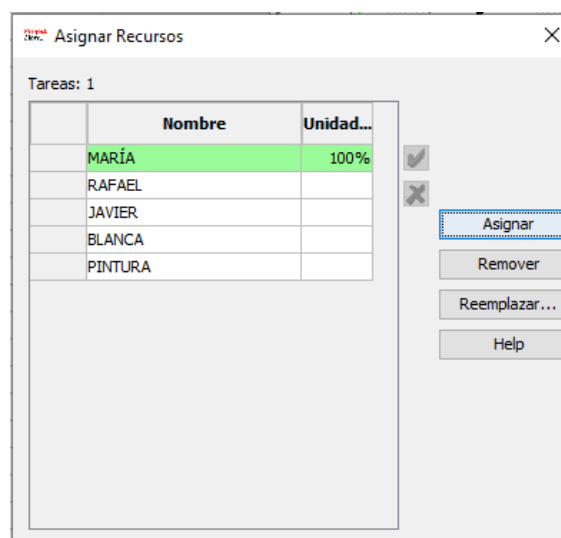 Asignar Recursos
Tareas: 1
Nombre Unidad...
MARÍA 100%
RAFAEL
JAVIER
BLANCA
PINTURA
Asignar
Remover
Reemplazar...
Help